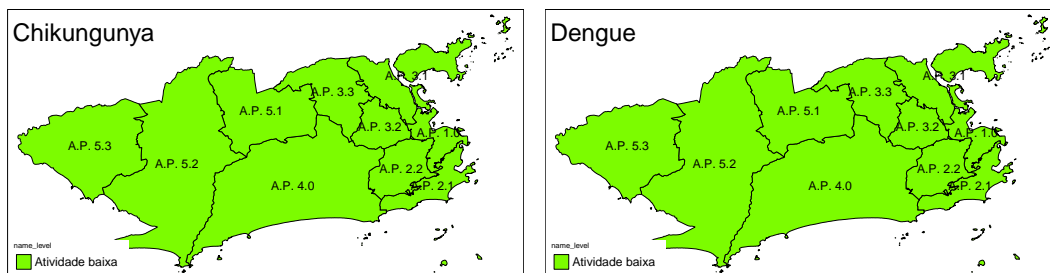 Chikungunya
A.P. 3.1
A.P. 3.3
A.P. 5.1
A.P. 3.2
A.P. 1.0
A.P. 5.3
A.P. 5.2
A.P. 2.2
A.P. 4.0
A.P. 2.1
name_level
Atividade baixa
Dengue
A.P. 3.1
A.P. 3.3
A.P. 5.1
A.P. 3.2
A.P. 1.0
A.P. 5.3
A.P. 5.2
A.P. 2.2
A.P. 4.0
A.P. 2.1
name_level
Atividade baixa